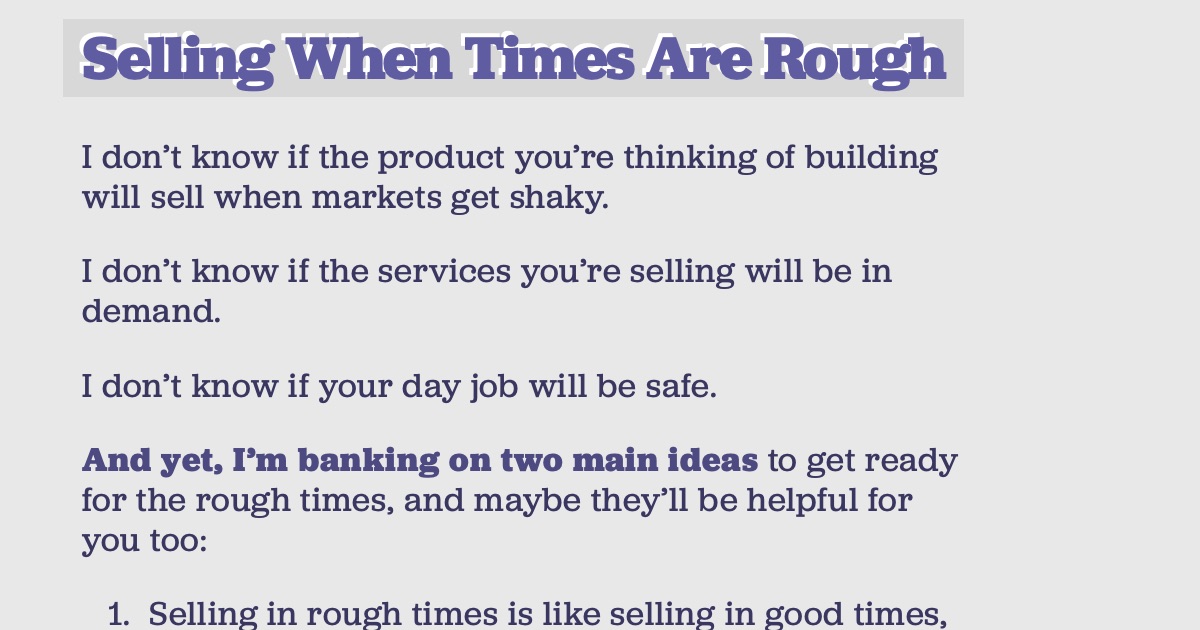 Selling When Times Are Rough
I don’t know if the product you’re thinking of building
will sell when markets get shaky.
I don’t know if the services you’re selling will be in
demand.
I don’t know if your day job will be safe.
And yet, I’m banking on two main ideas to get ready
for the rough times, and maybe they’ll be helpful for
you too:
1. Selling in rough times is like selling in good times,